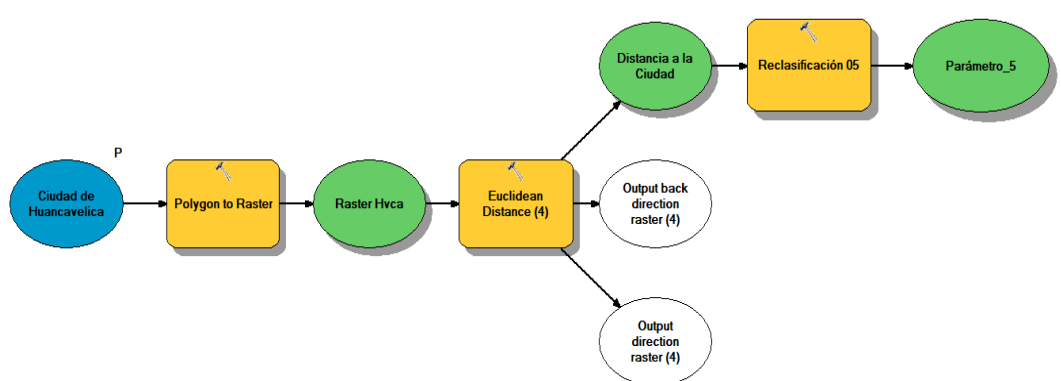 Distancia a la
Ciudad
Reclasificación 05
Parámetro_5
P
Ciudad de
Huancavelica
Polygon to Raster
Raster Hvca
Euclidean
Distance (4)
Output back
direction
raster (4)
Output
direction
raster (4)